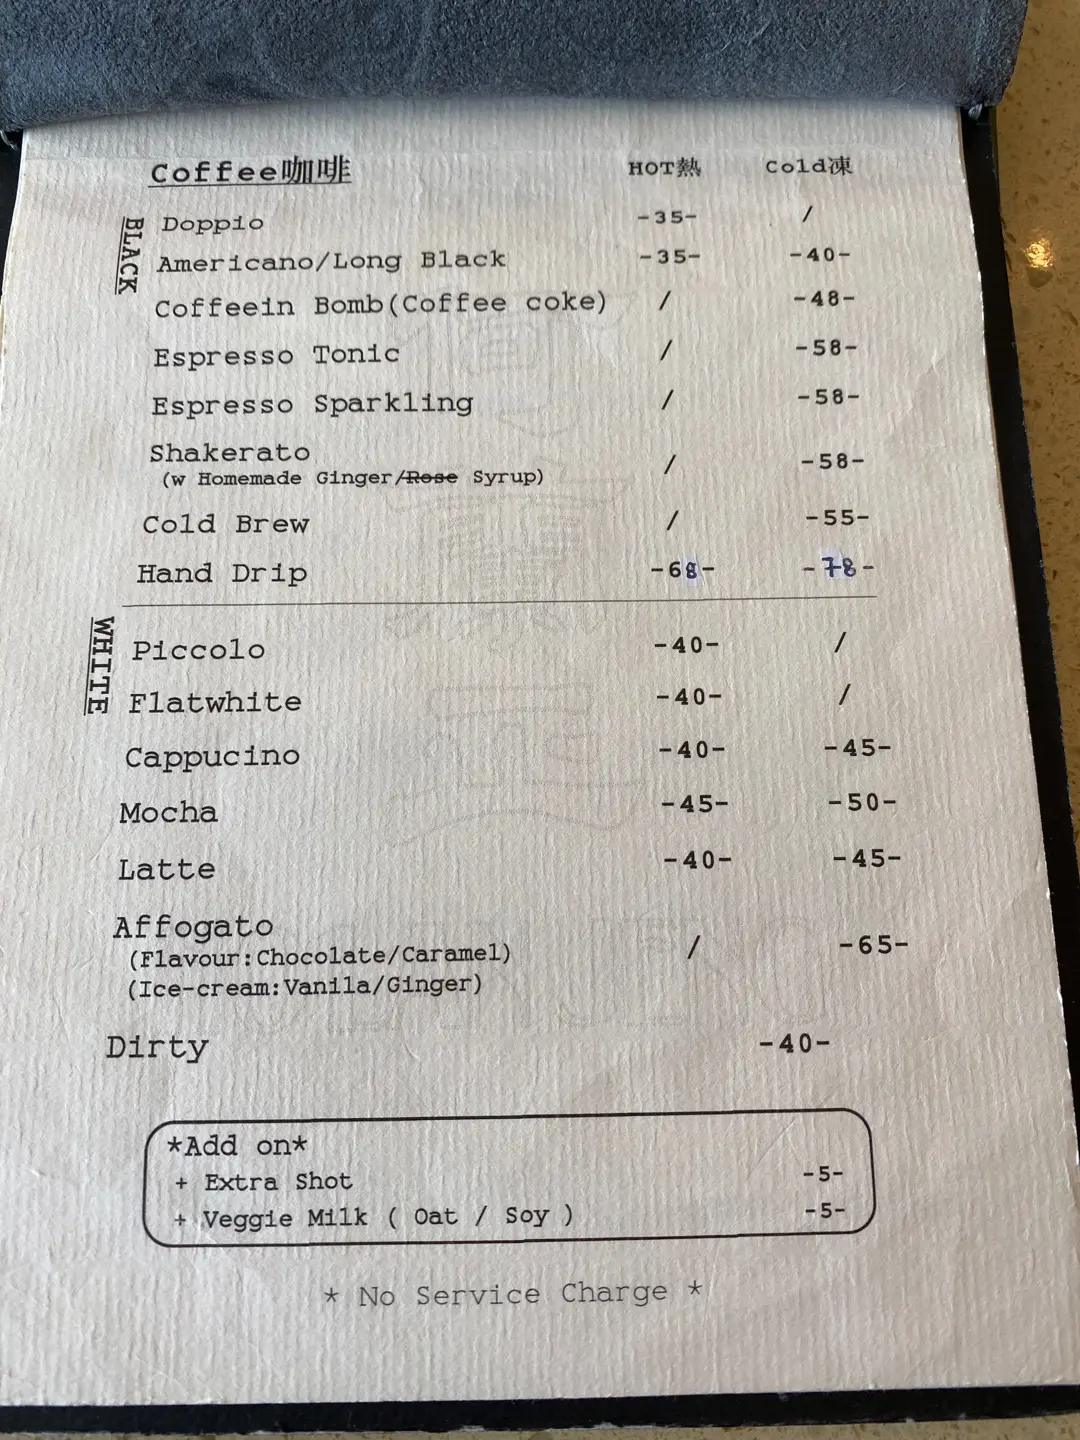 Coffee咖啡 HOT熱 Cold凍
BLACK
Doppio -35- /
Americano/Long Black -35- -40-
Coffeein Bomb(Coffee coke) / -48-
Espresso Tonic / -58-
Espresso Sparkling / -58-
Shakerato / -58-
(w Homemade Ginger/Rose Syrup)
Cold Brew / -55-
Hand Drip -68- -78-
WHITE
Piccolo -40- /
Flatwhite -40- /
Cappucino -40- -45-
Mocha -45- -50-
Latte -40- -45-
Affogato / -65-
(Flavour:Chocolate/Caramel)
(Ice-cream:Vanila/Ginger)
Dirty -40-
*Add on*
+ Extra Shot -5-
+ Veggie Milk ( Oat / Soy ) -5-
* No Service Charge *